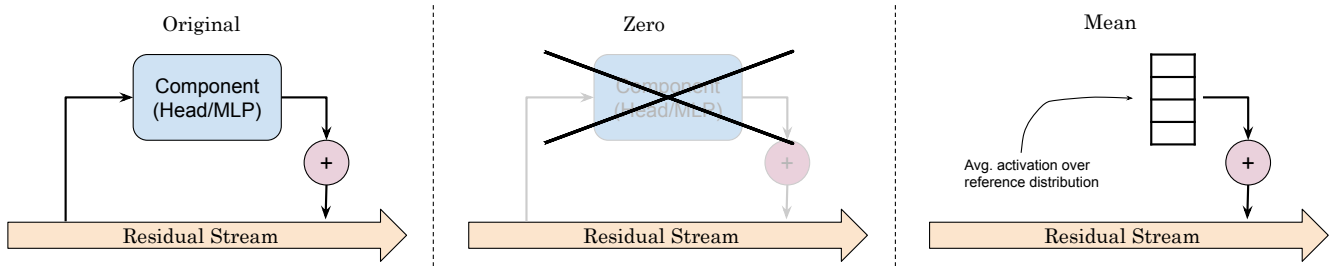 Original
Component
(Head/MLP)
+
Residual Stream
Zero
Component
(Head/MLP)
+
Residual Stream
Mean
Avg. activation over
reference distribution
+
Residual Stream